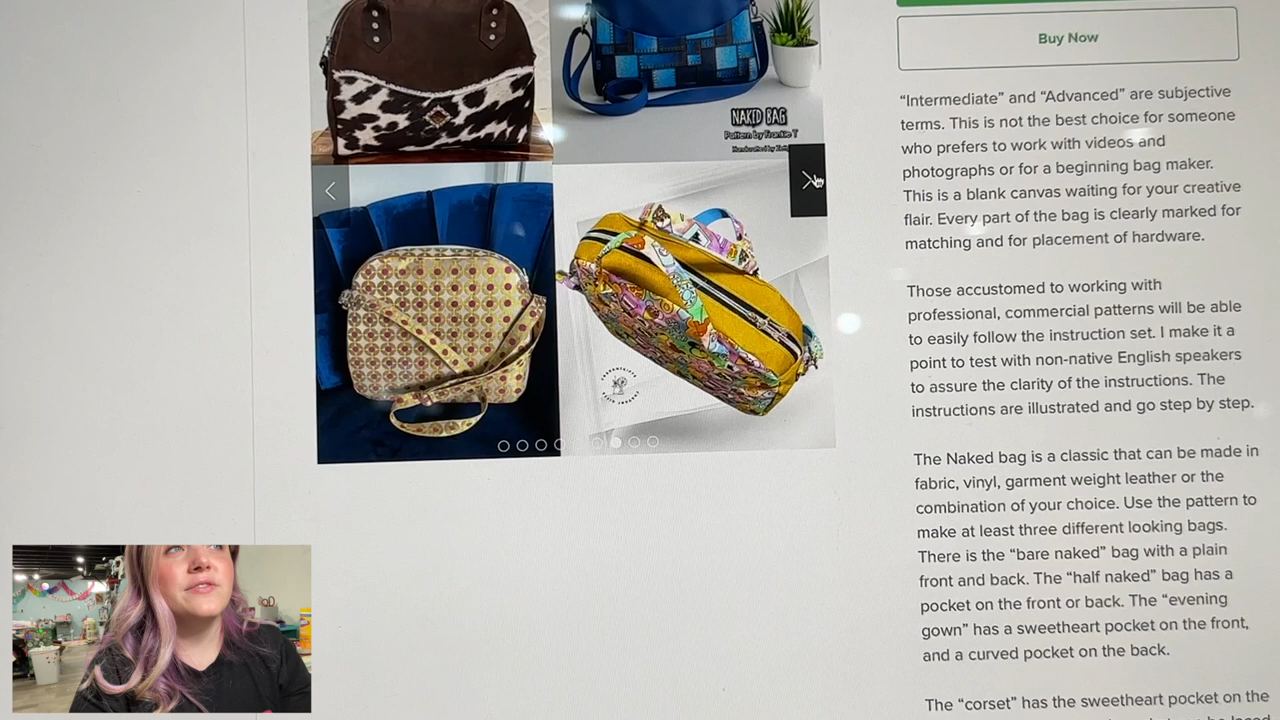 NAKED BAG
Pattern by Frankie T
Handcrafted by
Buy Now
“Intermediate” and “Advanced” are subjective
terms. This is not the best choice for someone
who prefers to work with videos and
photographs or for a beginning bag maker.
This is a blank canvas waiting for your creative
flair. Every part of the bag is clearly marked for
matching and for placement of hardware.
Those accustomed to working with
professional, commercial patterns will be able
to easily follow the instruction set. I make it a
point to test with non-native English speakers
to assure the clarity of the instructions. The
instructions are illustrated and go step by step.
The Naked bag is a classic that can be made in
fabric, vinyl, garment weight leather or the
combination of your choice. Use the pattern to
make at least three different looking bags.
There is the “bare naked” bag with a plain
front and back. The “half naked” bag has a
pocket on the front or back. The “evening
gown” has a sweetheart pocket on the front,
and a curved pocket on the back.
The “corset” has the sweetheart pocket on the